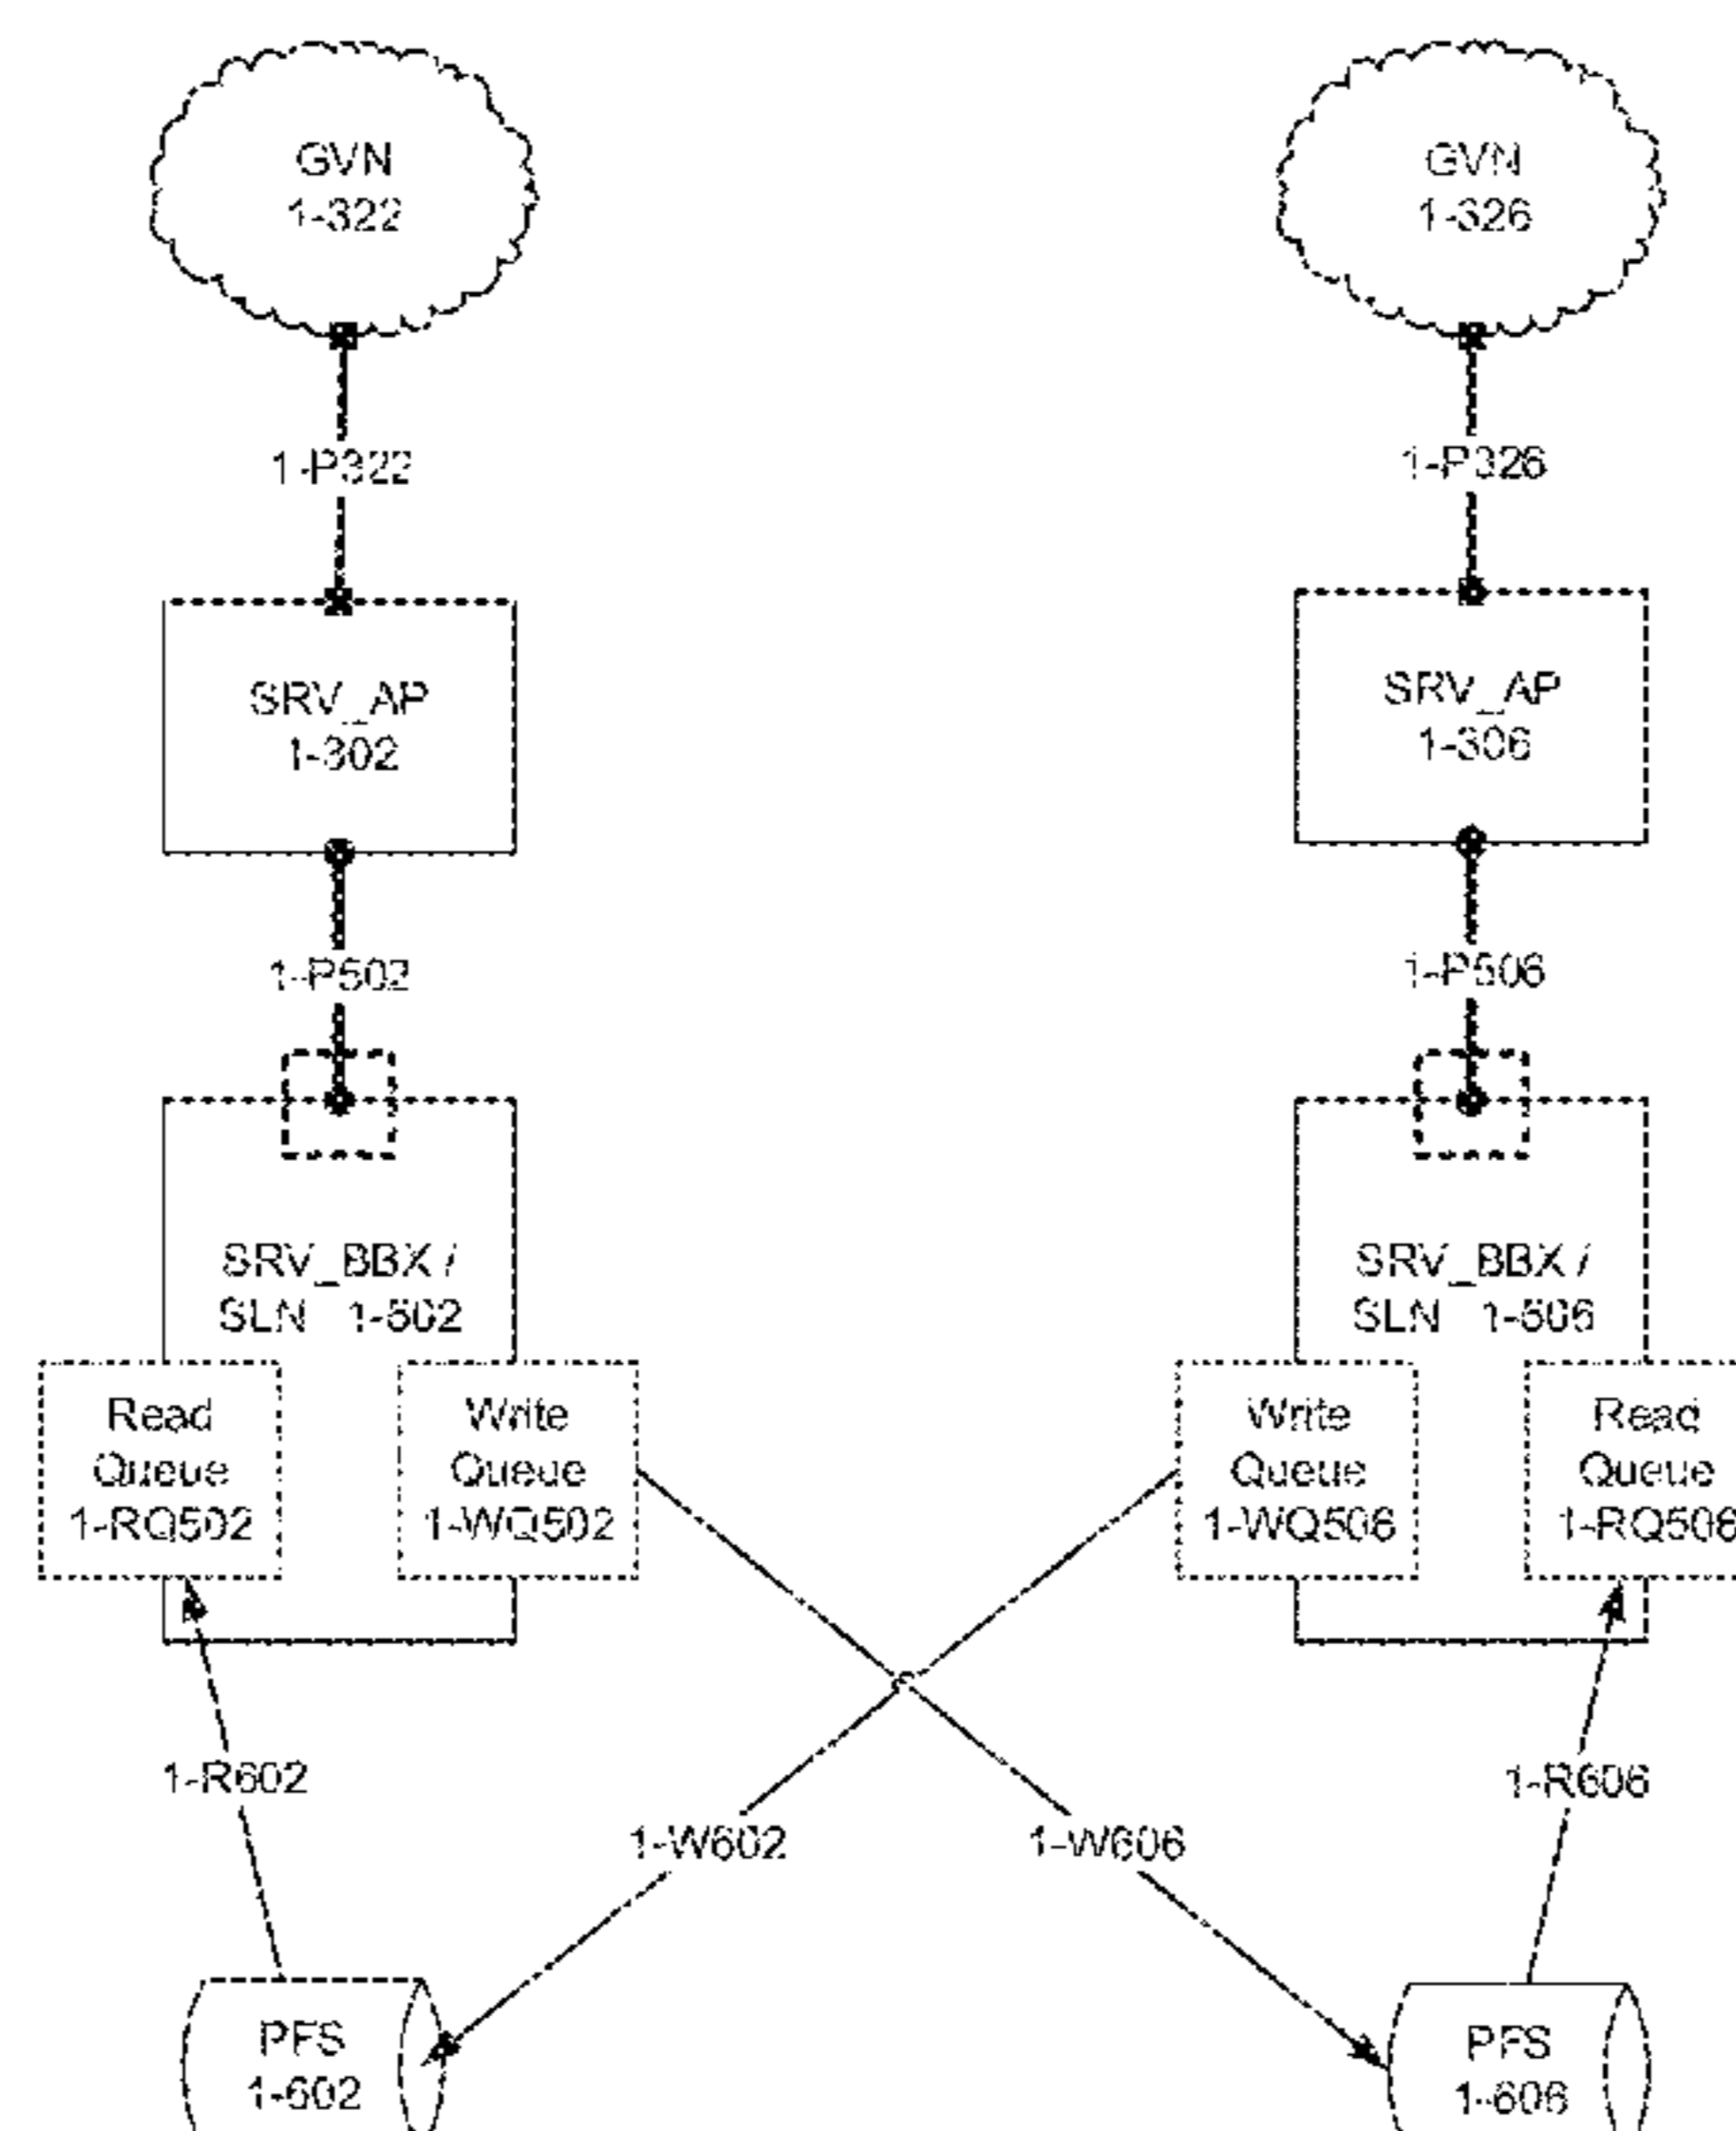 GVN
1-322
GVN
1-326
1-P322
1-P326
SRV_AP
1-302
SRV_AP
1-306
1-P502
1-P506
SRV_BBX /
SLN 1-502
SRV_BBX /
SLN 1-506
Read
Queue
1-RQ502
Write
Queue
1-WQ502
Write
Queue
1-WQ506
Read
Queue
1-RQ506
1-R602
1-R606
1-W602
1-W606
PFS
1-602
PFS
1-606